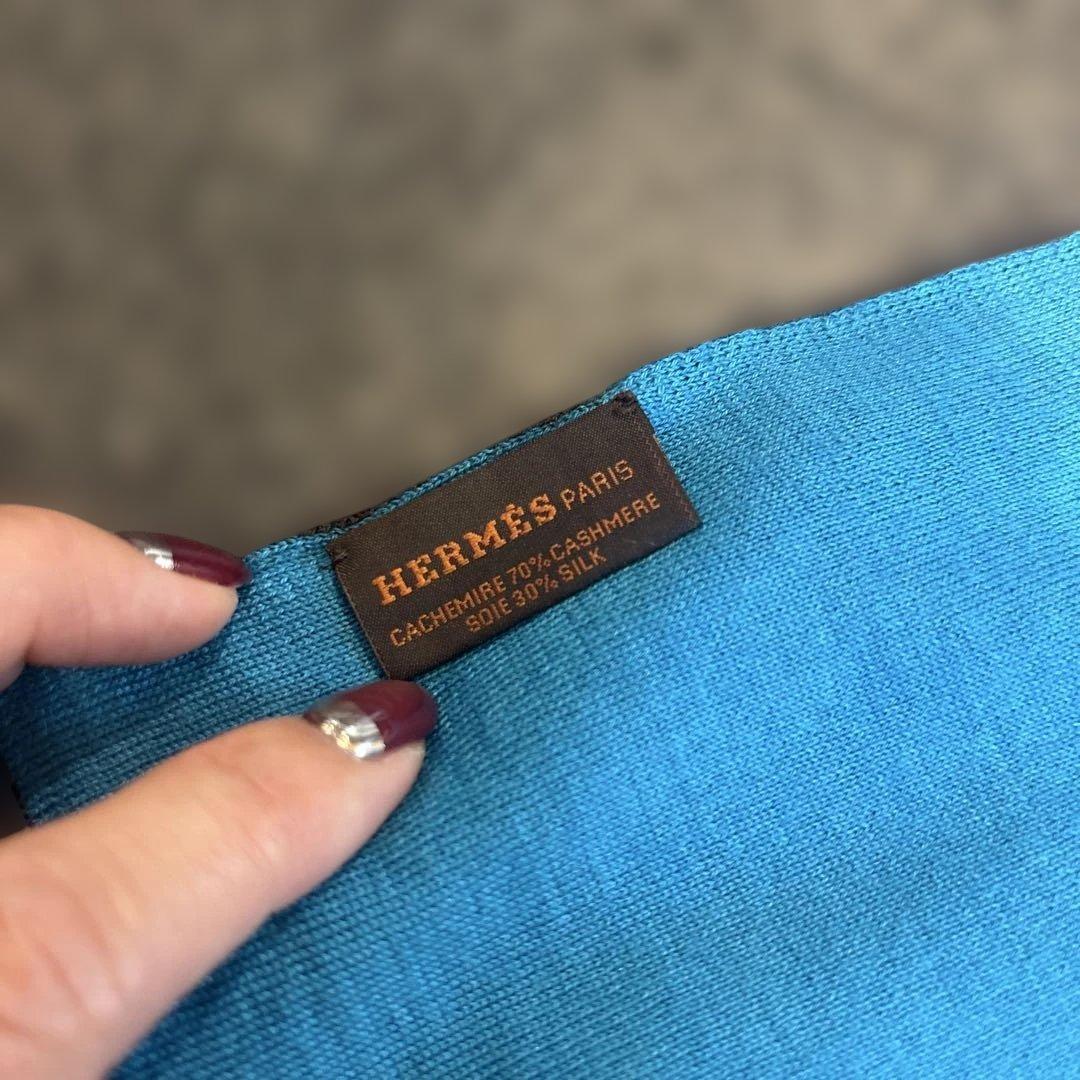 HERMÈS PARIS
CACHEMIRE 70% CASHMERE
SOIE 30% SILK